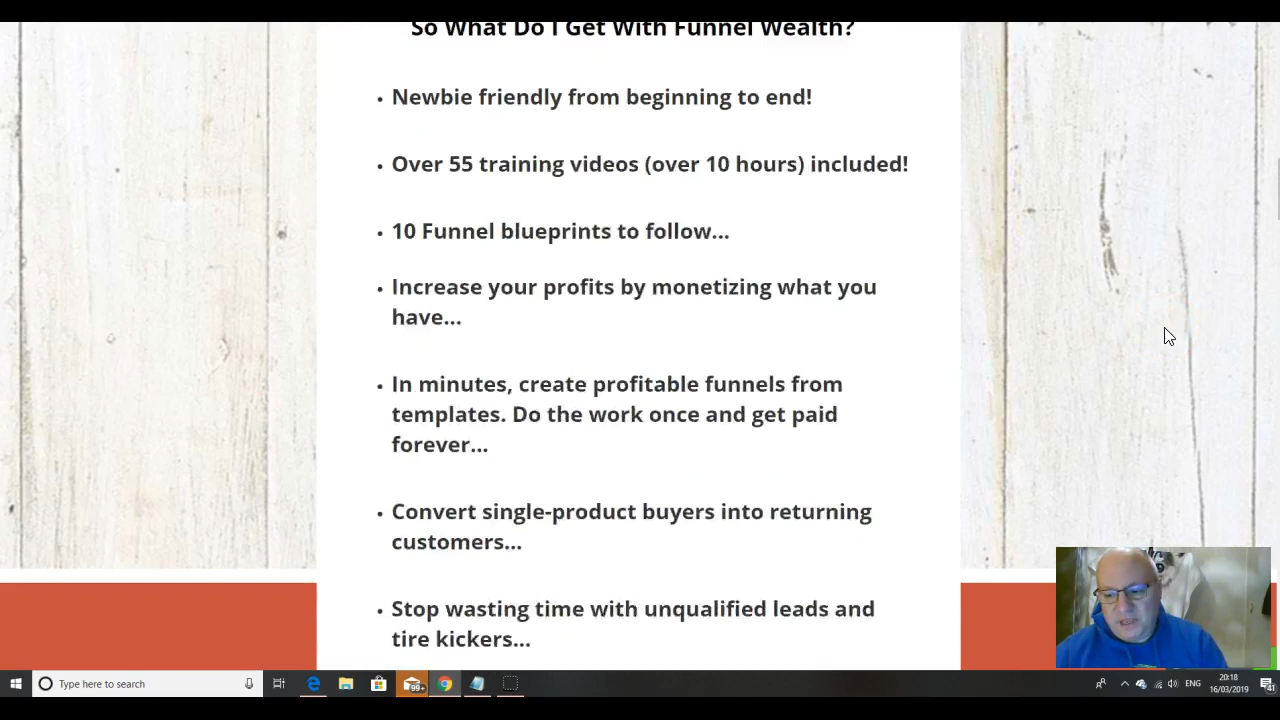 So What Do I Get With Funnel Wealth?
• Newbie friendly from beginning to end!
• Over 55 training videos (over 10 hours) included!
• 10 Funnel blueprints to follow...
• Increase your profits by monetizing what you
have...
• In minutes, create profitable funnels from
templates. Do the work once and get paid
forever...
• Convert single-product buyers into returning
customers...
• Stop wasting time with unqualified leads and
tire kickers...
Type here to search
99+
ENG
20:18
16/03/2019
41